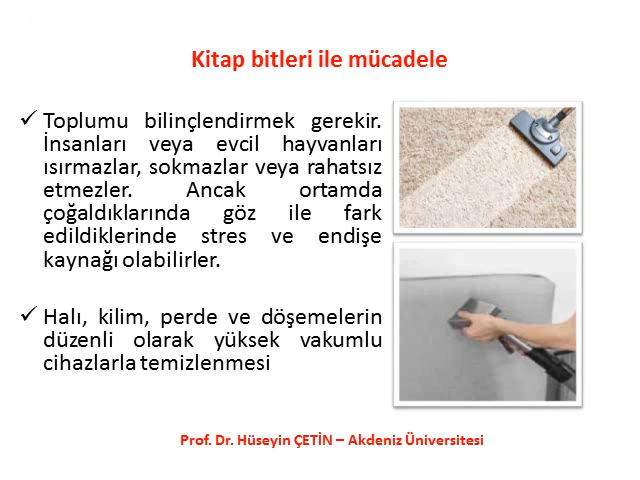 Kitap bitleri ile mücadele
✓ Toplumu bilinçlendirmek gerekir.
İnsanları veya evcil hayvanları
ısırmazlar, sokmazlar veya rahatsız
etmezler. Ancak ortamda
çoğaldıklarında göz ile fark
edildiklerinde stres ve endişe
kaynağı olabilirler.
✓ Halı, kilim, perde ve döşemelerin
düzenli olarak yüksek vakumlu
cihazlarla temizlenmesi
Prof. Dr. Hüseyin ÇETİN – Akdeniz Üniversitesi